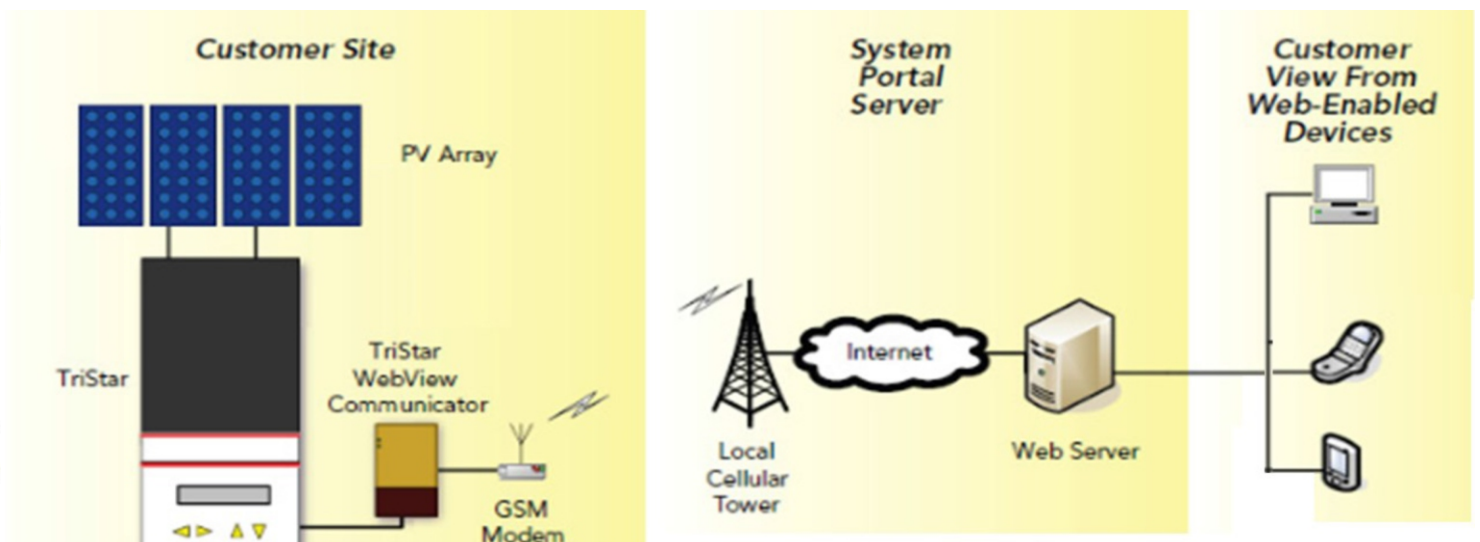 Customer Site
PV Array
TriStar
TriStar
WebView
Communicator
GSM
Modem
System
Portal
Server
Internet
Local
Cellular
Tower
Web Server
Customer
View From
Web-Enabled
Devices